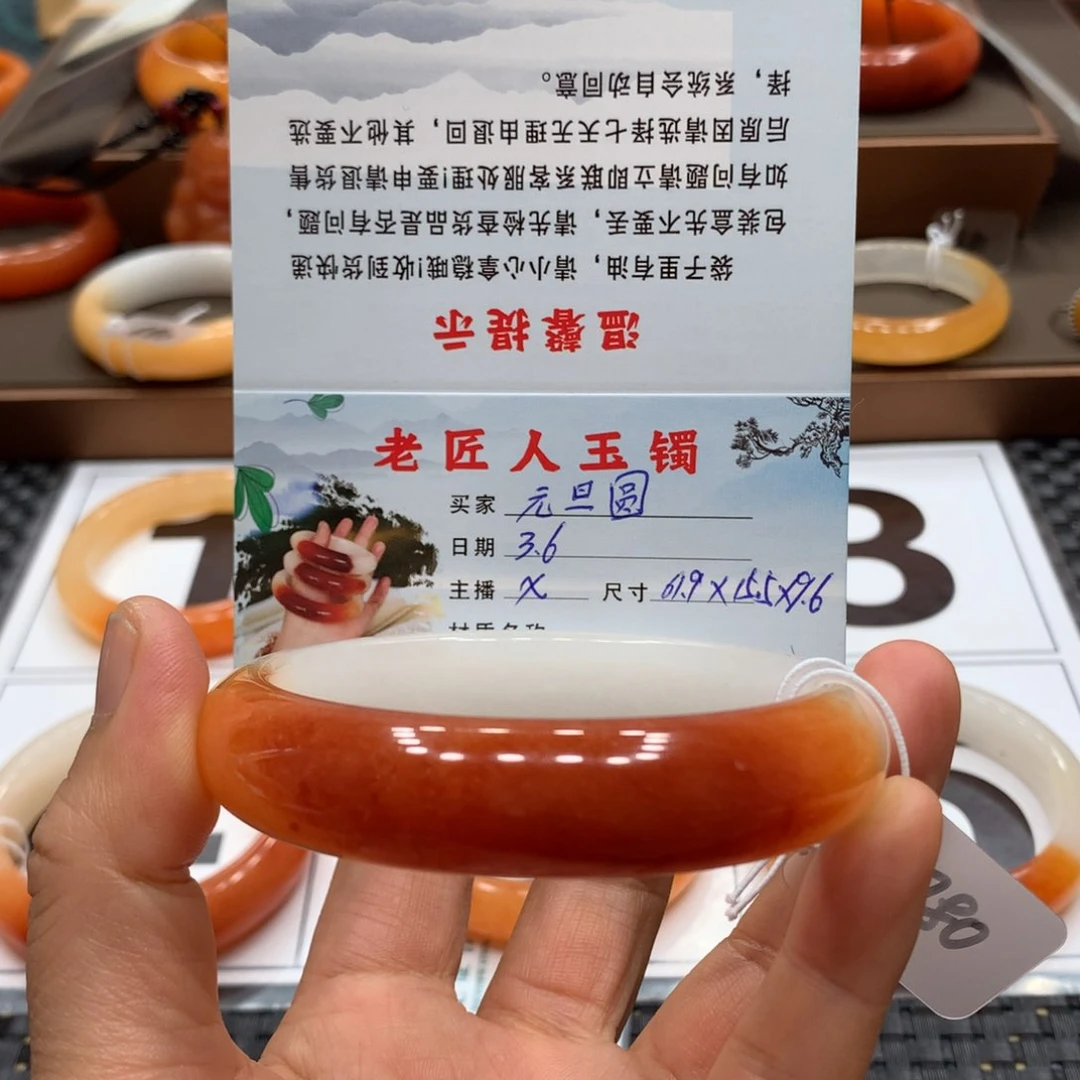 温馨提示
袋子里有油，请小心拿稳哦!收到货快递
包装盒先不要丢，请先检查货品是否有问题，
如有问题请立即联系客服处理!要申请退货售
后原因请选择七天无理由退回，其他不要选
择，系统会自动同意。
老匠人玉镯
买家 元旦圆
日期 3.6
主播 X 尺寸 61.9X15.5X9.6